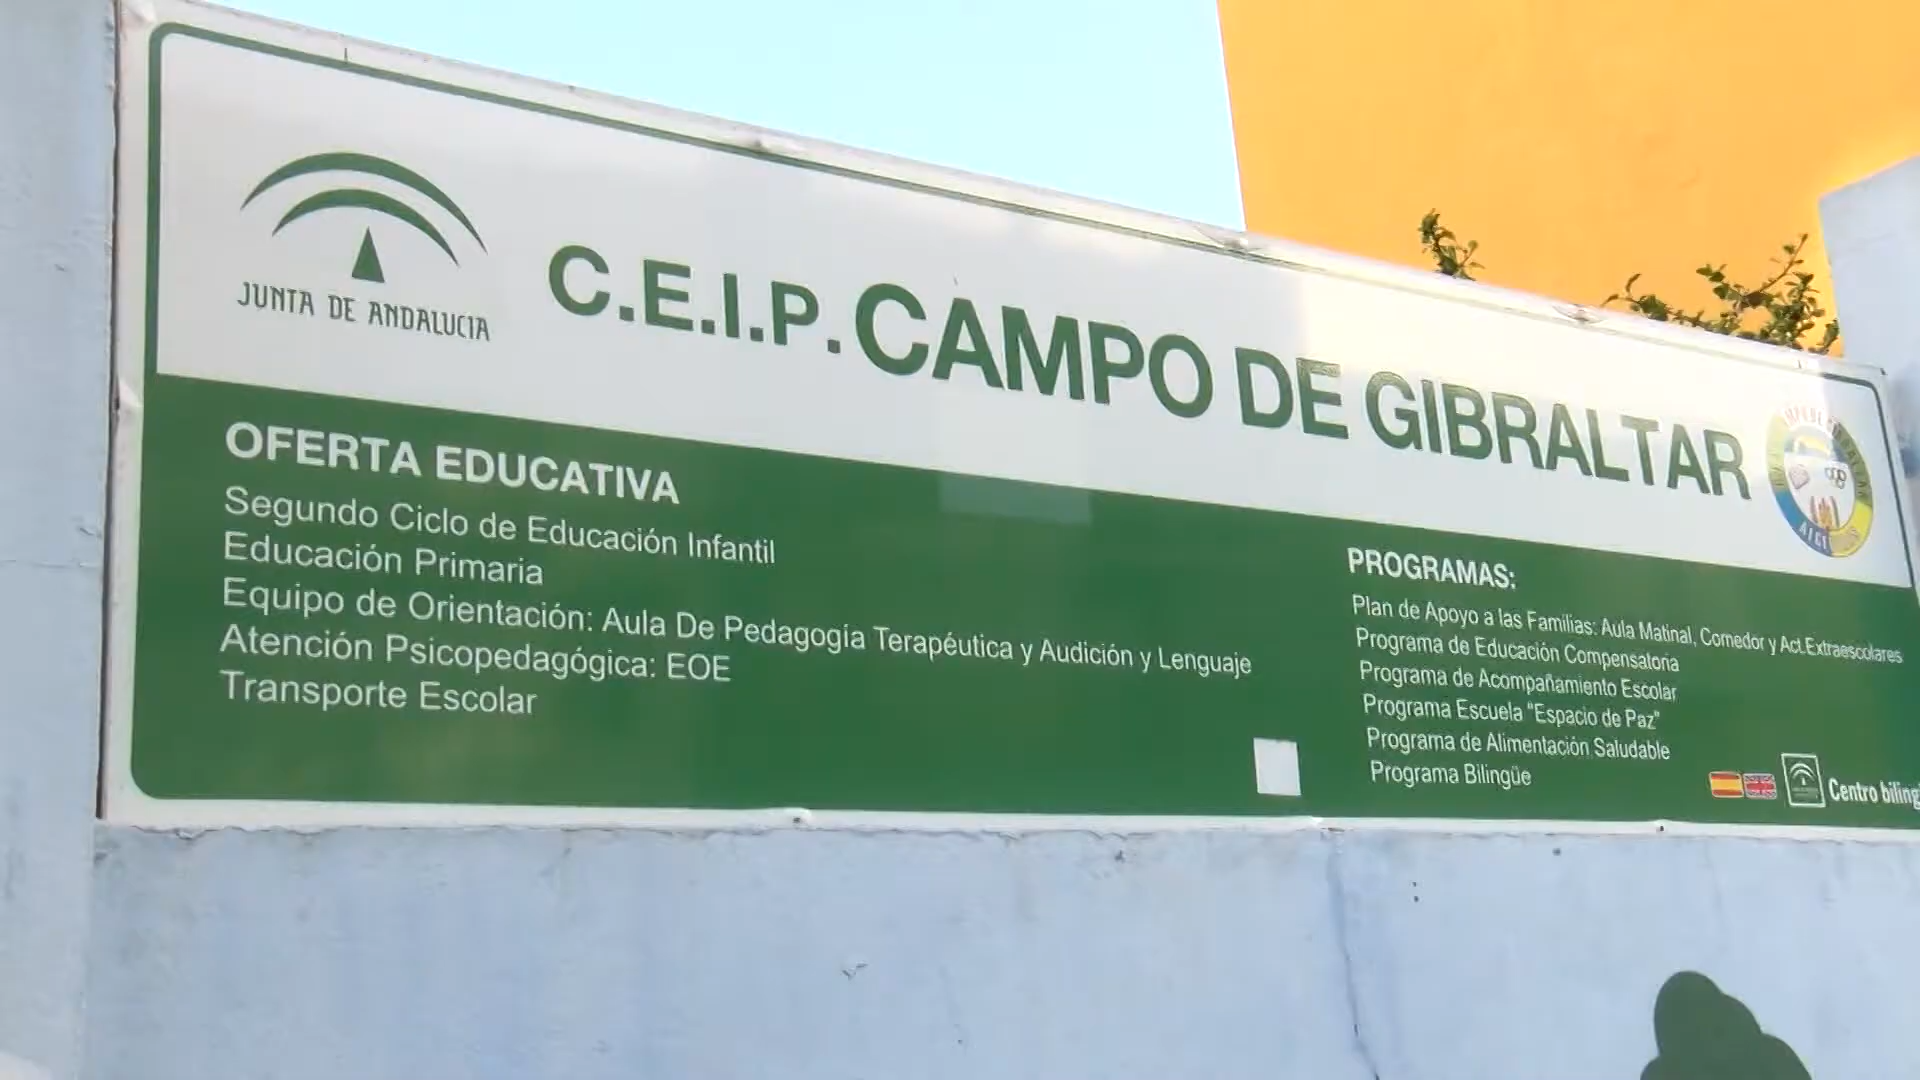 JUNTA DE ANDALUCIA
C.E.I.P. CAMPO DE GIBRALTAR
OFERTA EDUCATIVA
Segundo Ciclo de Educación Infantil
Educación Primaria
Equipo de Orientación: Aula De Pedagogía Terapéutica y Audición y Lenguaje
Atención Psicopedagógica: EOE
Transporte Escolar
PROGRAMAS:
Plan de Apoyo a las Familias: Aula Matinal, Comedor y Act.Extraescolares
Programa de Educación Compensatoria
Programa de Acompañamiento Escolar
Programa Escuela "Espacio de Paz"
Programa de Alimentación Saludable
Programa Bilingüe
Centro biling